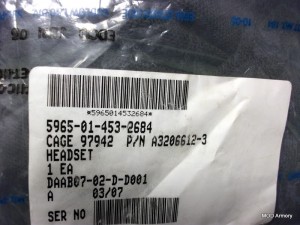 *5965014532684*
5965-01-453-2684
CAGE 97942 P/N A3206612-3
HEADSET
1 EA
DAAB07-02-D-D001
A 03/07
SER NO
MOD Armory